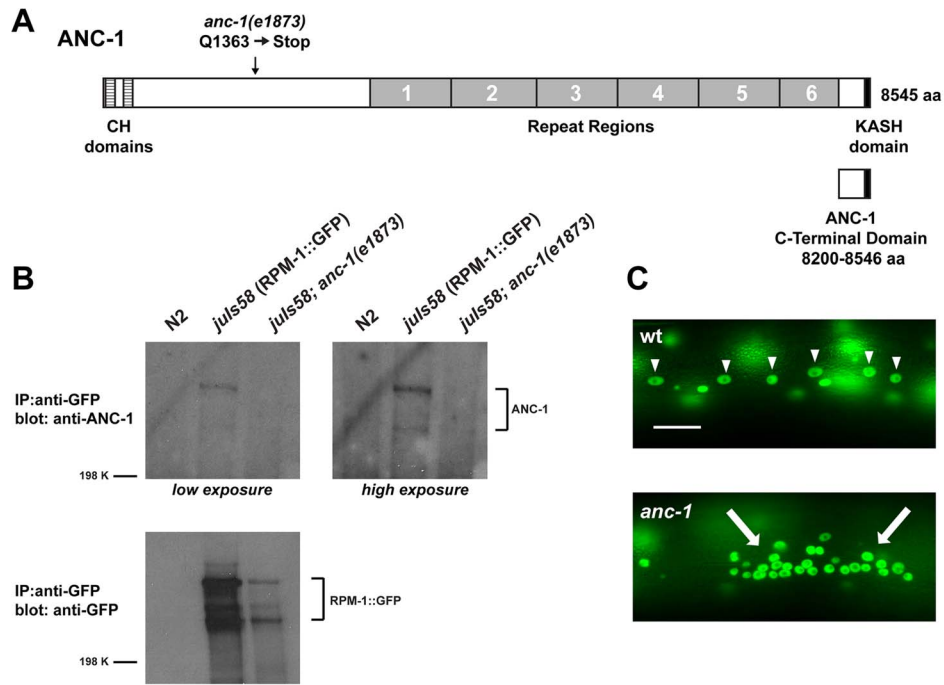 A
ANC-1
anc-1(e1873)
Q1363 → Stop
1 2 3 4 5 6
8545 aa
CH
domains
Repeat Regions
KASH
domain
ANC-1
C-Terminal Domain
8200-8546 aa
B
N2
juIs58 (RPM-1::GFP)
juIs58; anc-1(e1873)
N2
juIs58 (RPM-1::GFP)
juIs58; anc-1(e1873)
IP:anti-GFP
blot: anti-ANC-1
ANC-1
198 K
low exposure
high exposure
IP:anti-GFP
blot: anti-GFP
RPM-1::GFP
198 K
C
wt
anc-1